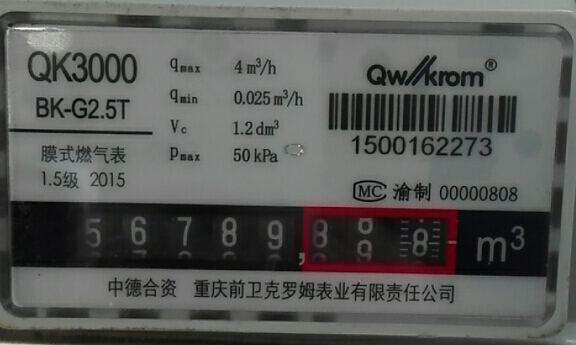 QK3000
BK-G2.5T
膜式燃气表
1.5级 2015
qmax 4 m³/h
qmin 0.025 m³/h
Vc 1.2 dm³
Pmax 50 kPa
Qw//krom®
1500162273
MC 渝制 00000808
5 6 7 8 9 , 8 8 8 m³
中德合资 重庆前卫克罗姆表业有限责任公司